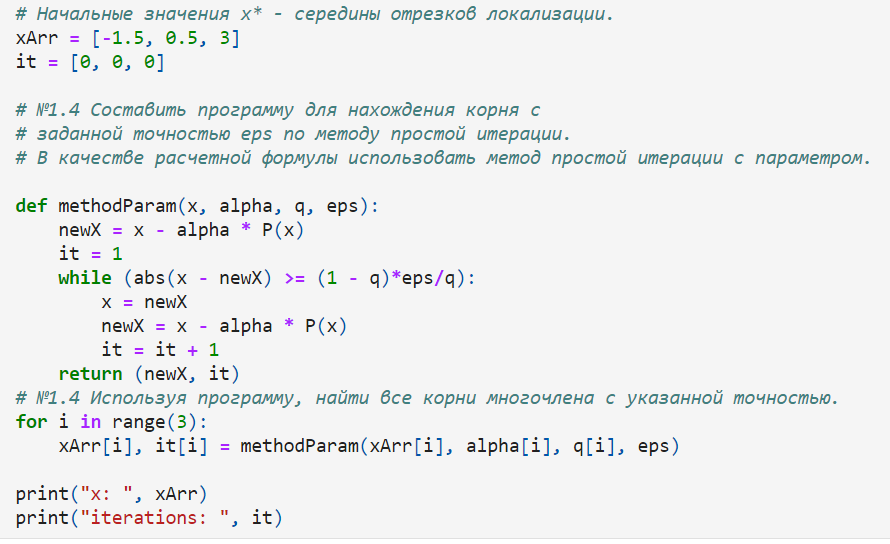 # Начальные значения x* - середины отрезков локализации.
xArr = [-1.5, 0.5, 3]
it = [0, 0, 0]

# №1.4 Составить программу для нахождения корня с
# заданной точностью eps по методу простой итерации.
# В качестве расчетной формулы использовать метод простой итерации с параметром.

def methodParam(x, alpha, q, eps):
    newX = x - alpha * P(x)
    it = 1
    while (abs(x - newX) >= (1 - q)*eps/q):
        x = newX
        newX = x - alpha * P(x)
        it = it + 1
    return (newX, it)
# №1.4 Используя программу, найти все корни многочлена с указанной точностью.
for i in range(3):
    xArr[i], it[i] = methodParam(xArr[i], alpha[i], q[i], eps)

print("x: ", xArr)
print("iterations: ", it)